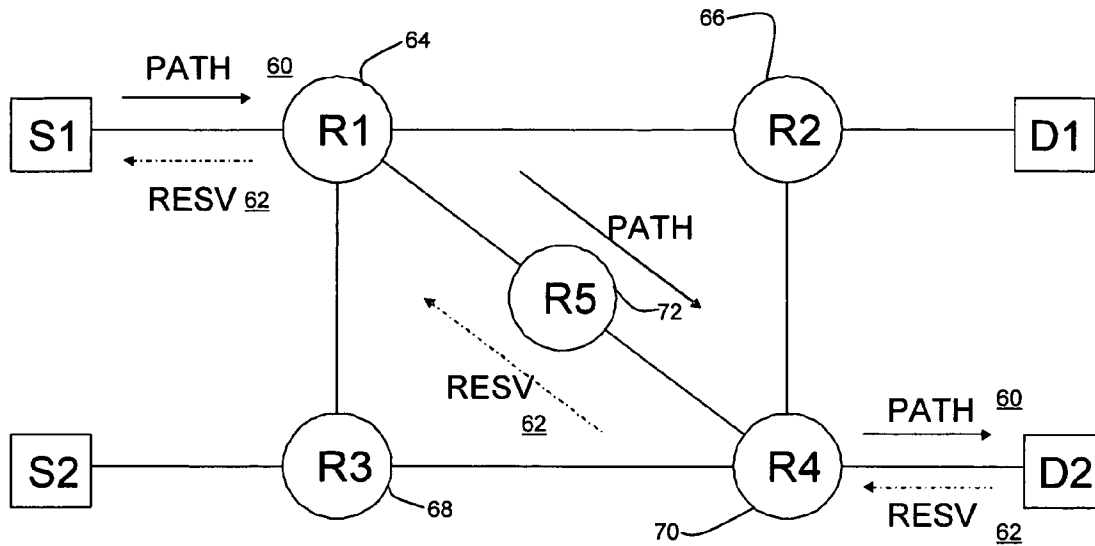 64
66
PATH 60
S1
R1
R2
D1
RESV 62
PATH
R5
72
RESV
62
PATH 60
S2
R3
R4
D2
68
70
RESV
62